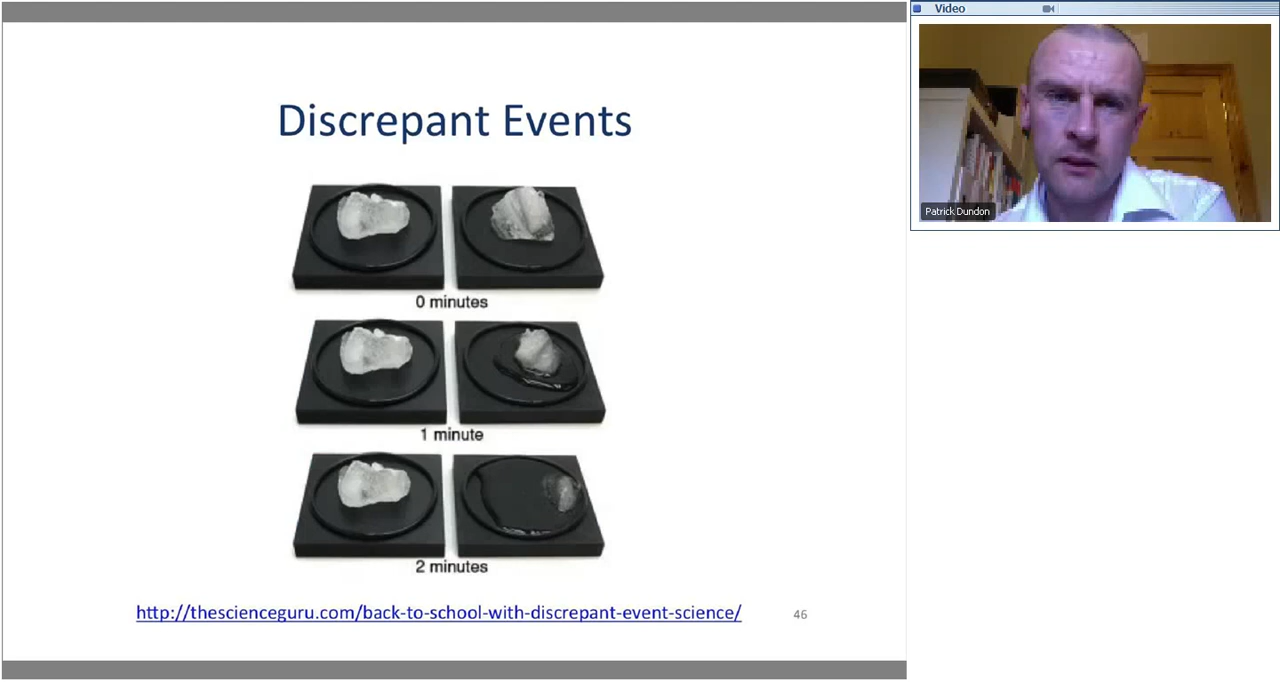 Discrepant Events
0 minutes
1 minute
2 minutes
http://thescienceguru.com/back-to-school-with-discrepant-event-science/
46
Video
Patrick Dundon